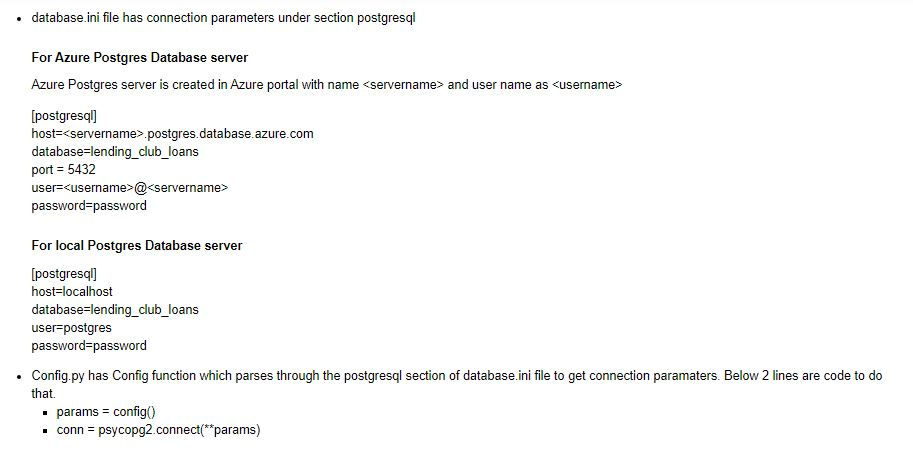 database.ini file has connection parameters under section postgresql
For Azure Postgres Database server
Azure Postgres server is created in Azure portal with name <servername> and user name as <username>
[postgresql]
host=<servername>.postgres.database.azure.com
database=lending_club_loans
port = 5432
user=<username>@<servername>
password=password
For local Postgres Database server
[postgresql]
host=localhost
database=lending_club_loans
user=postgres
password=password
Config.py has Config function which parses through the postgresql section of database.ini file to get connection paramaters. Below 2 lines are code to do
that.
params = config()
conn = psycopg2.connect(**params)